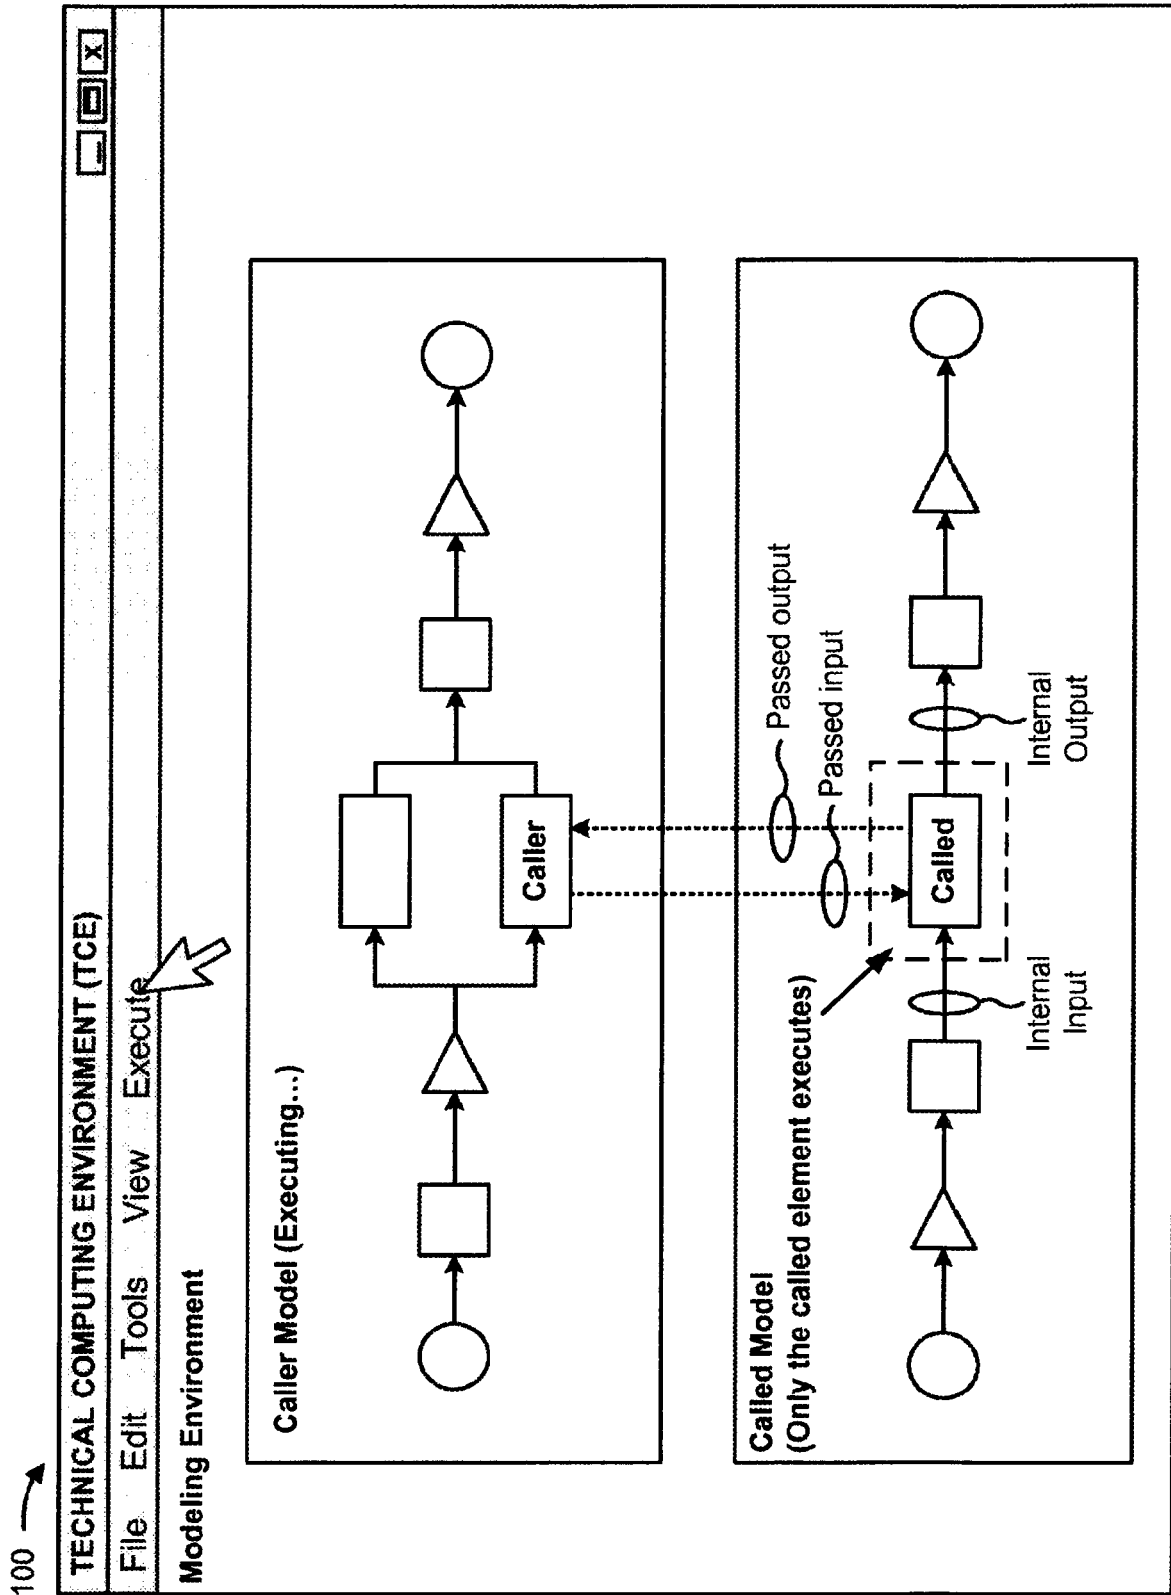 100
TECHNICAL COMPUTING ENVIRONMENT (TCE)
X
File Edit Tools View Execute
Modeling Environment
Caller Model (Executing...)
Caller
Passed output
Passed input
Called Model
(Only the called element executes)
Called
Internal
Input
Internal
Output